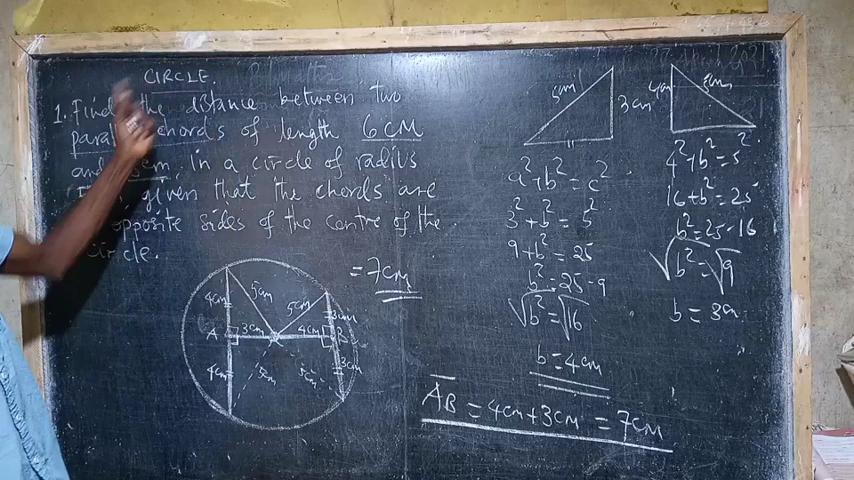 CIRCLE.
1. Find the distance between two
chords of length 6cm
and 8cm, in a circle of radius
given that the chords are
opposite sides of the centre of the
circle.
= 7cm
4cm
5cm
5cm
3cm
A
3cm
4cm
B
4cm
5cm
5cm
3cm
5cm
3cm
a² + b² = c²
3² + b² = 5²
9 + b² = 25
b² = 25 - 9
√b² = √16
b = 4cm
4cm
5cm
4² + b² = 5²
16 + b² = 25
b² = 25 - 16
√b² = √9
b = 3cm
AB = 4cm + 3cm = 7cm